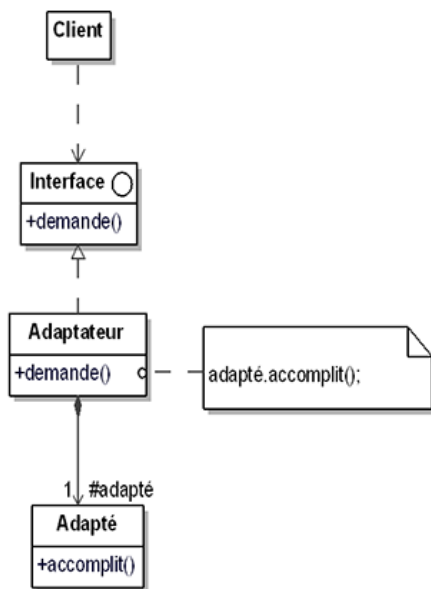 Client
Interface
+demande()
Adaptateur
+demande()
adapté.accomplit();
1 #adapté
Adapté
+accomplit()